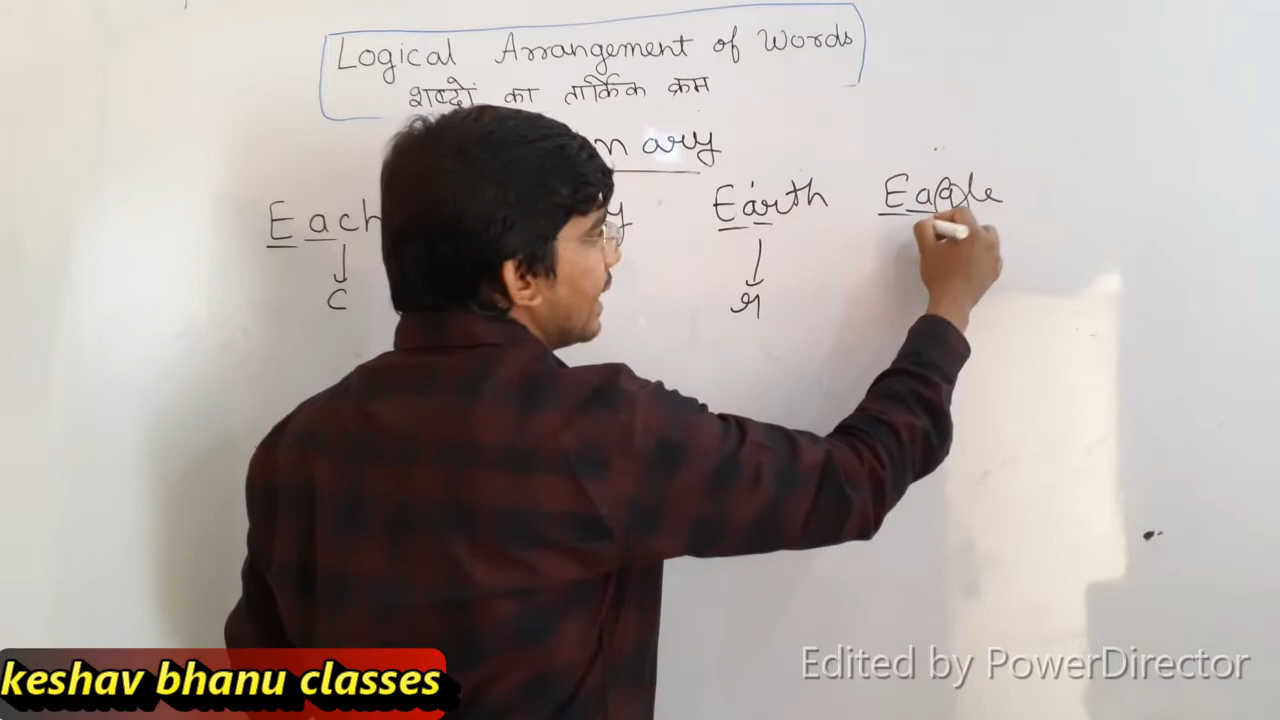 Logical Arrangement of Words
शब्दों का तार्किक क्रम
Each Earth Eagle
c r
keshav bhanu classes
Edited by PowerDirector